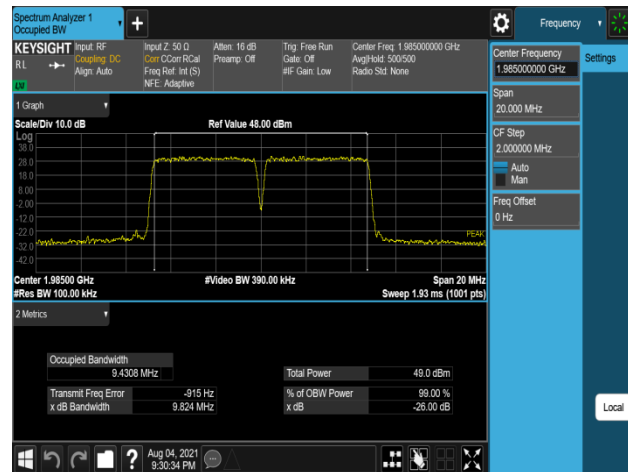 Spectrum Analyzer 1
Occupied BW
Frequency
KEYSIGHT
RL
Input: RF
Coupling: DC
Align: Auto
Input Z: 50 Ω
Corr CCorr RCal
Freq Ref: Int (S)
NFE: Adaptive
Atten: 16 dB
Preamp: Off
Trig: Free Run
Gate: Off
#IF Gain: Low
Center Freq: 1.985000000 GHz
Avg|Hold: 500/500
Radio Std: None
1 Graph
Scale/Div 10.0 dB
Ref Value 48.00 dBm
Log
38.0
28.0
18.0
8.00
-2.00
-12.0
-22.0
-32.0
-42.0
PEAK
Center 1.98500 GHz
#Video BW 390.00 kHz
Span 20 MHz
#Res BW 100.00 kHz
Sweep 1.93 ms (1001 pts)
2 Metrics
Occupied Bandwidth
9.4308 MHz
Total Power 49.0 dBm
Transmit Freq Error -915 Hz
% of OBW Power 99.00 %
x dB Bandwidth 9.824 MHz
x dB -26.00 dB
Center Frequency
1.985000000 GHz
Settings
Span
20.000 MHz
CF Step
2.000000 MHz
Auto
Man
Freq Offset
0 Hz
Local
?
Aug 04, 2021
9:30:34 PM